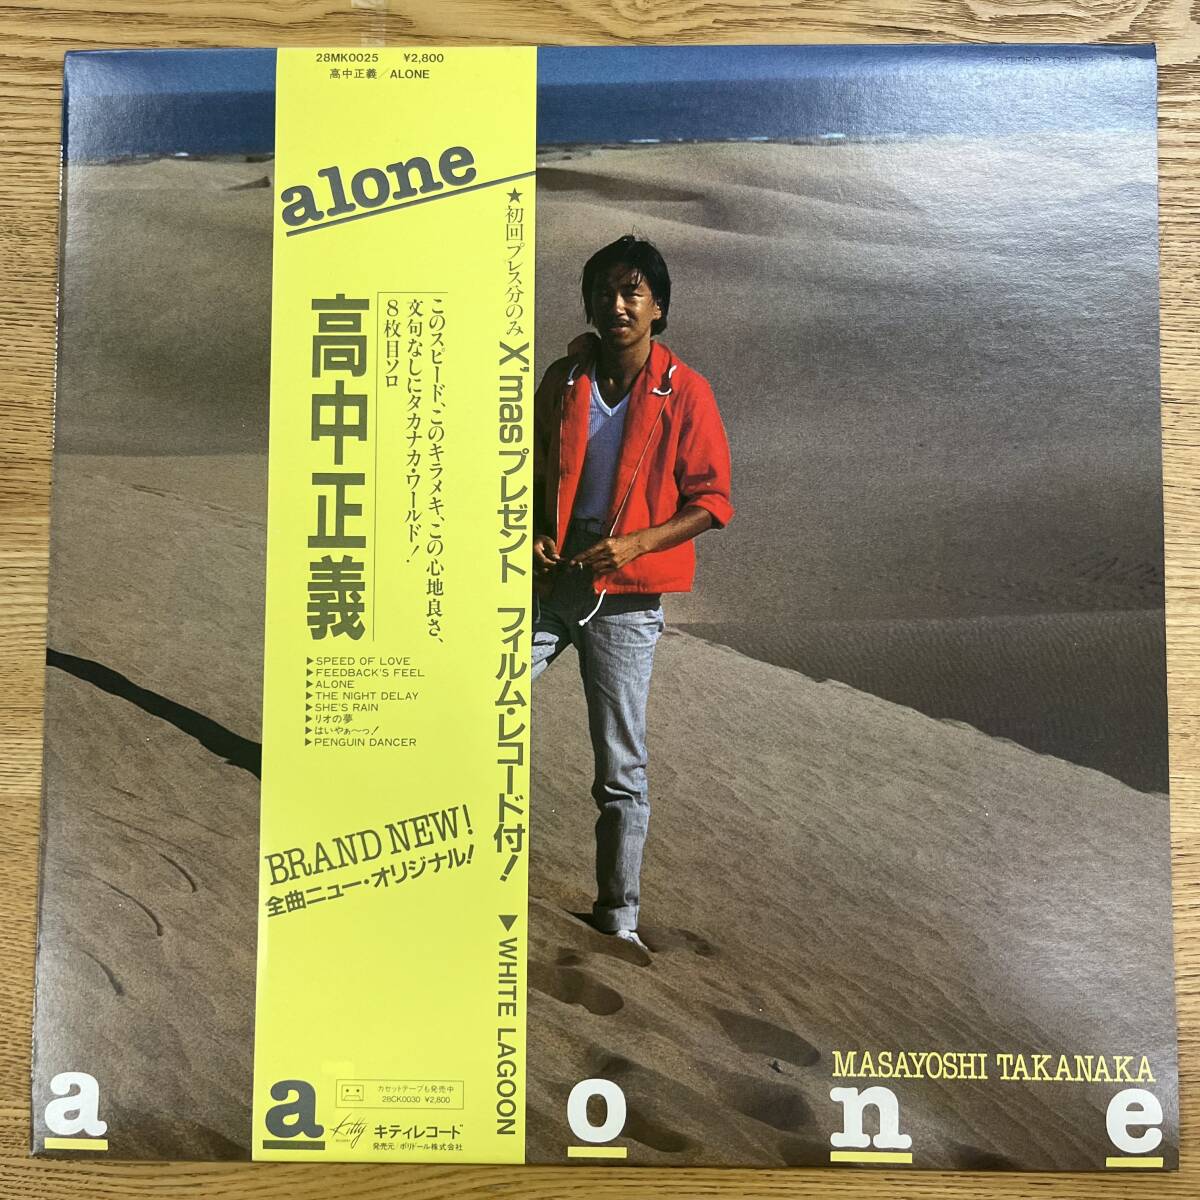 28MK0025 ¥2,800
高中正義/ALONE
alone
★初回プレス分のみ X'masプレゼント フィルム・レコード付! ▼WHITE LAGOON
このスピード、このキラメキ、この心地良さ、
文句なしにタカナカ・ワールド!
8枚目ソロ
高中正義
▶SPEED OF LOVE
▶FEEDBACK'S FEEL
▶ALONE
▶THE NIGHT DELAY
▶SHE'S RAIN
▶リオの夢
▶はいやぁ〜っ!
▶PENGUIN DANCER
BRAND NEW!
全曲ニュー・オリジナル!
カセットテープも発売中
28CK0030 ¥2,800
Kitty
キティレコード
発売元/ポリドール株式会社
MASAYOSHI TAKANAKA
a a o n e